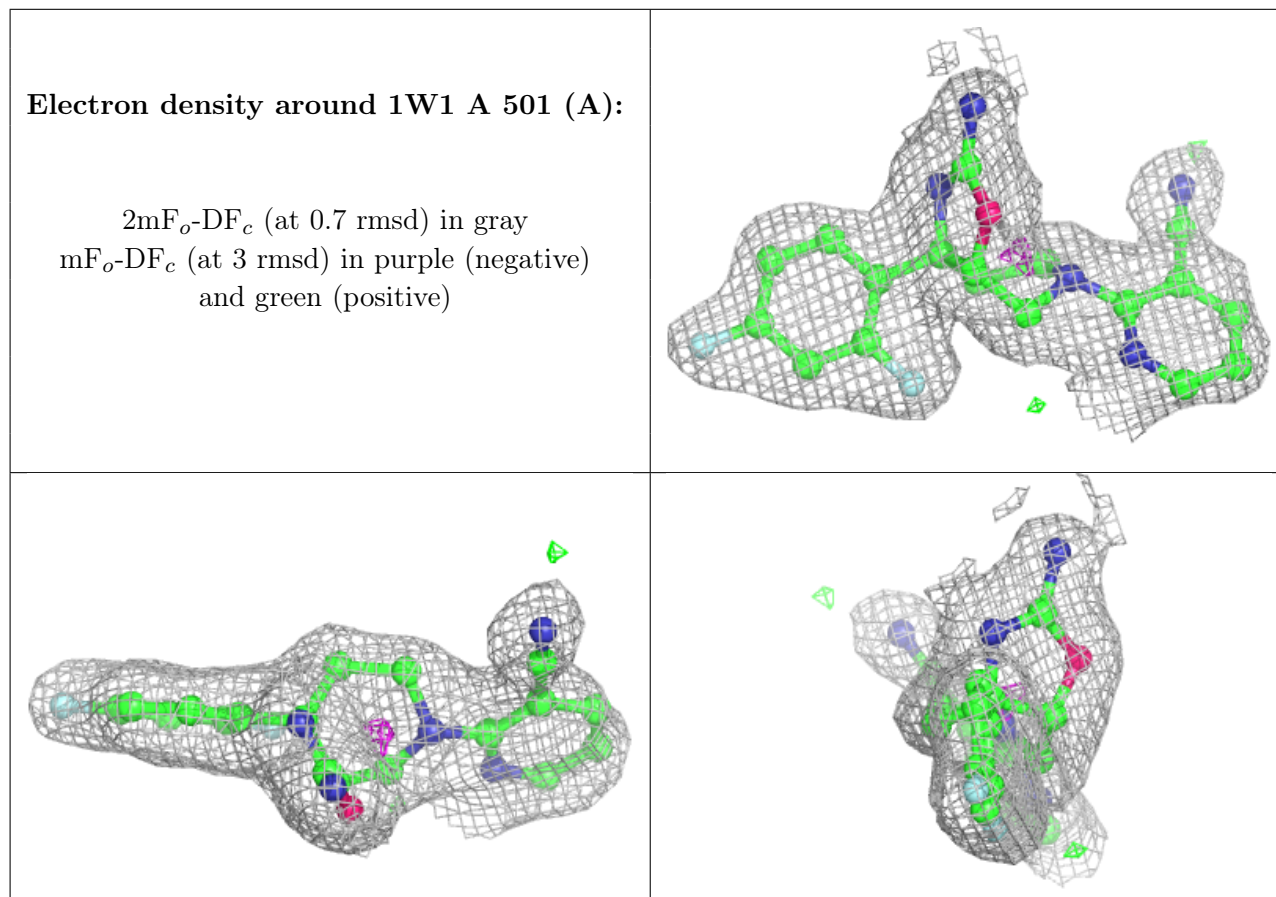 Electron density around 1W1 A 501 (A):
2mFₒ-DF𝒸 (at 0.7 rmsd) in gray
mFₒ-DF𝒸 (at 3 rmsd) in purple (negative)
and green (positive)